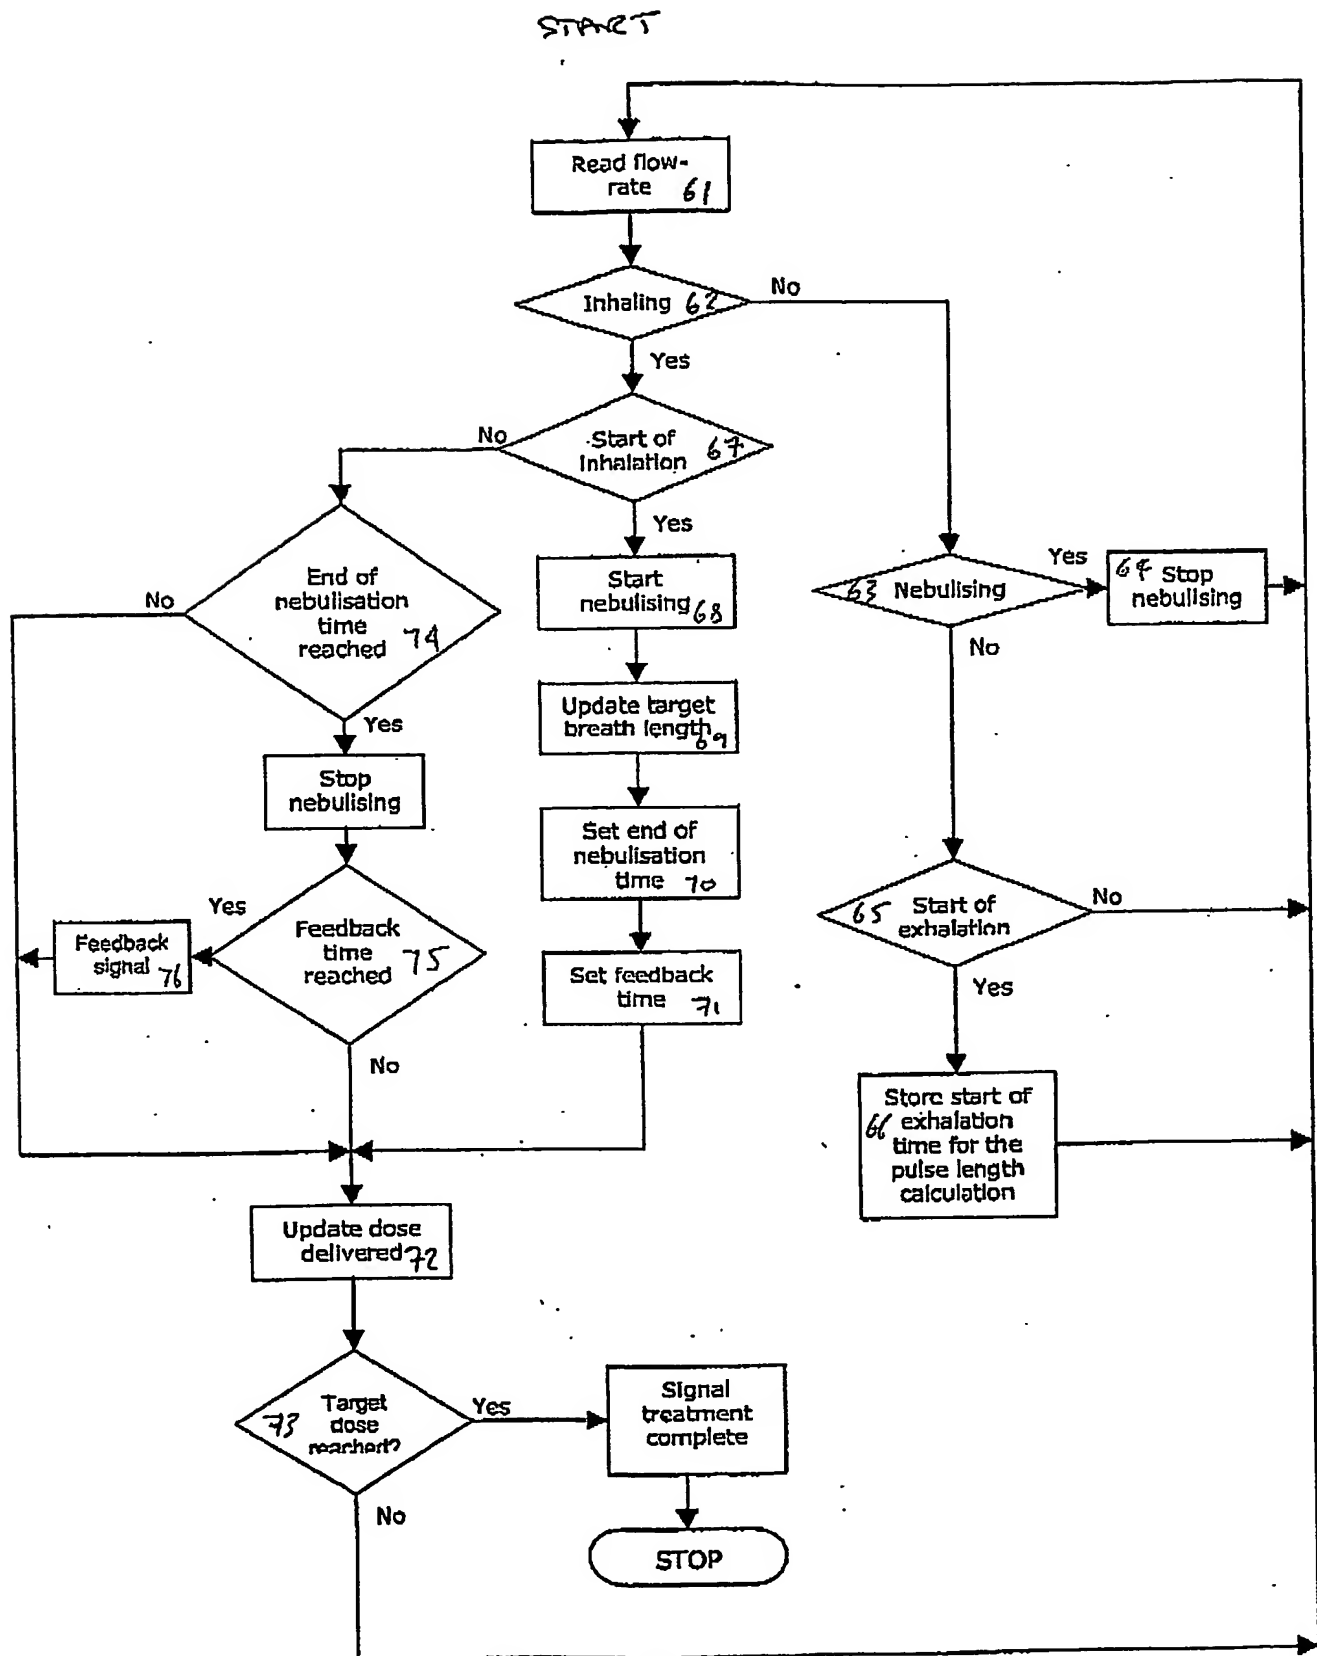 START
Read flow-
rate 61
Inhaling 62
No
Yes
Start of
inhalation 67
No
Yes
End of
nebulisation
time
reached 74
No
Yes
Start
nebulising 68
63 Nebulising
Yes
64 Stop
nebulising
No
Update target
breath length 69
Stop
nebulising
Set end of
nebulisation
time 70
65 Start of
exhalation
No
Yes
Feedback
time
reached 75
Yes
Feedback
signal 76
No
Set feedback
time 71
Store start of
66 exhalation
time for the
pulse length
calculation
Update dose
delivered 72
73 Target
dose
reached?
Yes
Signal
treatment
complete
No
STOP